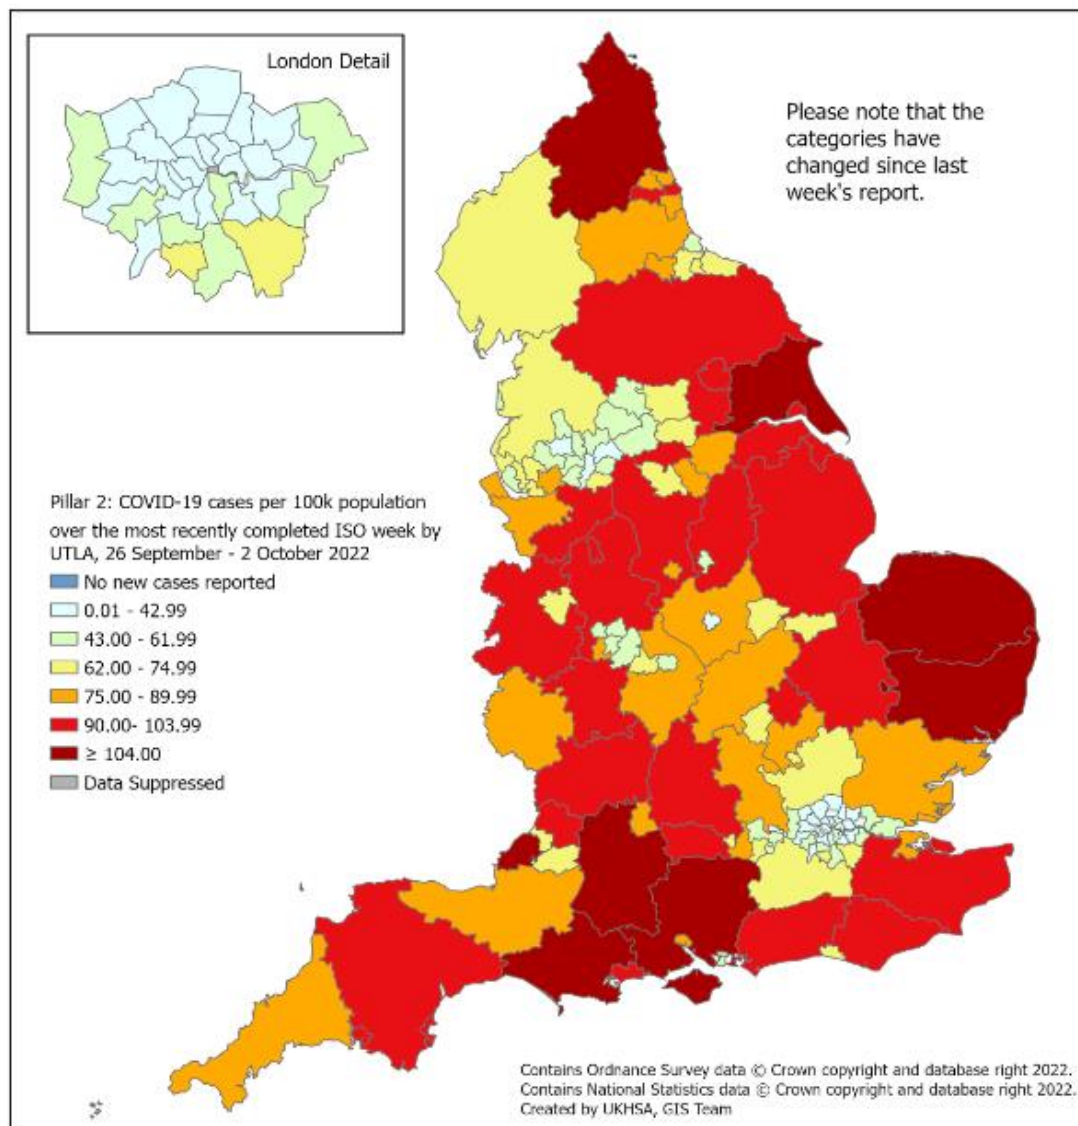 London Detail
Please note that the
categories have
changed since last
week's report.
Pillar 2: COVID-19 cases per 100k population
over the most recently completed ISO week by
UTLA, 26 September - 2 October 2022
No new cases reported
0.01 - 42.99
43.00 - 61.99
62.00 - 74.99
75.00 - 89.99
90.00- 103.99
≥ 104.00
Data Suppressed
Contains Ordnance Survey data © Crown copyright and database right 2022.
Contains National Statistics data © Crown copyright and database right 2022.
Created by UKHSA, GIS Team